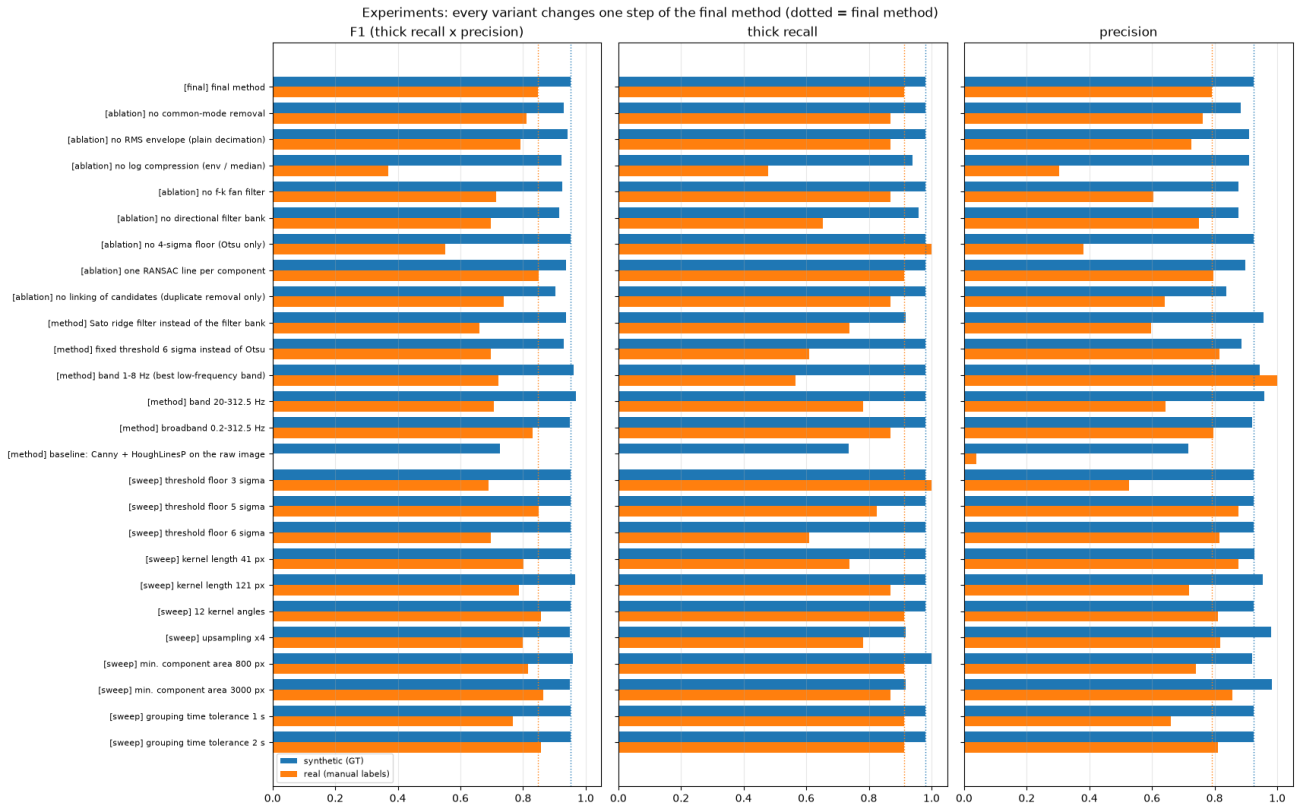 Experiments: every variant changes one step of the final method (dotted = final method)
F1 (thick recall x precision)
thick recall
precision
[final] final method
[ablation] no common-mode removal
[ablation] no RMS envelope (plain decimation)
[ablation] no log compression (env / median)
[ablation] no f-k fan filter
[ablation] no directional filter bank
[ablation] no 4-sigma floor (Otsu only)
[ablation] one RANSAC line per component
[ablation] no linking of candidates (duplicate removal only)
[method] Sato ridge filter instead of the filter bank
[method] fixed threshold 6 sigma instead of Otsu
[method] band 1-8 Hz (best low-frequency band)
[method] band 20-312.5 Hz
[method] broadband 0.2-312.5 Hz
[method] baseline: Canny + HoughLinesP on the raw image
[sweep] threshold floor 3 sigma
[sweep] threshold floor 5 sigma
[sweep] threshold floor 6 sigma
[sweep] kernel length 41 px
[sweep] kernel length 121 px
[sweep] 12 kernel angles
[sweep] upsampling x4
[sweep] min. component area 800 px
[sweep] min. component area 3000 px
[sweep] grouping time tolerance 1 s
[sweep] grouping time tolerance 2 s
synthetic (GT)
real (manual labels)
0.0 0.2 0.4 0.6 0.8 1.0
0.0 0.2 0.4 0.6 0.8 1.0
0.0 0.2 0.4 0.6 0.8 1.0